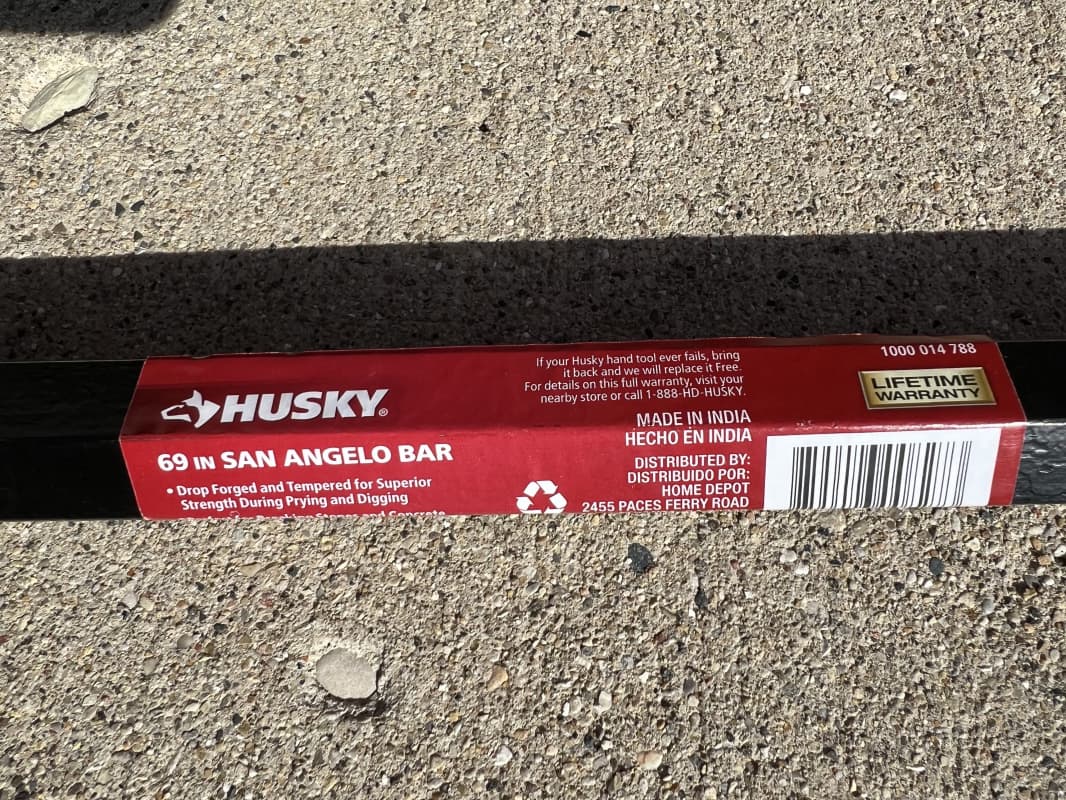 HUSKY®
69 IN SAN ANGELO BAR
• Drop Forged and Tempered for Superior
Strength During Prying and Digging
Concrete
If your Husky hand tool ever fails, bring
it back and we will replace it Free.
For details on this full warranty, visit your
nearby store or call 1-888-HD-HUSKY.
MADE IN INDIA
HECHO EN INDIA
DISTRIBUTED BY:
DISTRIBUIDO POR:
HOME DEPOT
2455 PACES FERRY ROAD
1000 014 788
LIFETIME
WARRANTY